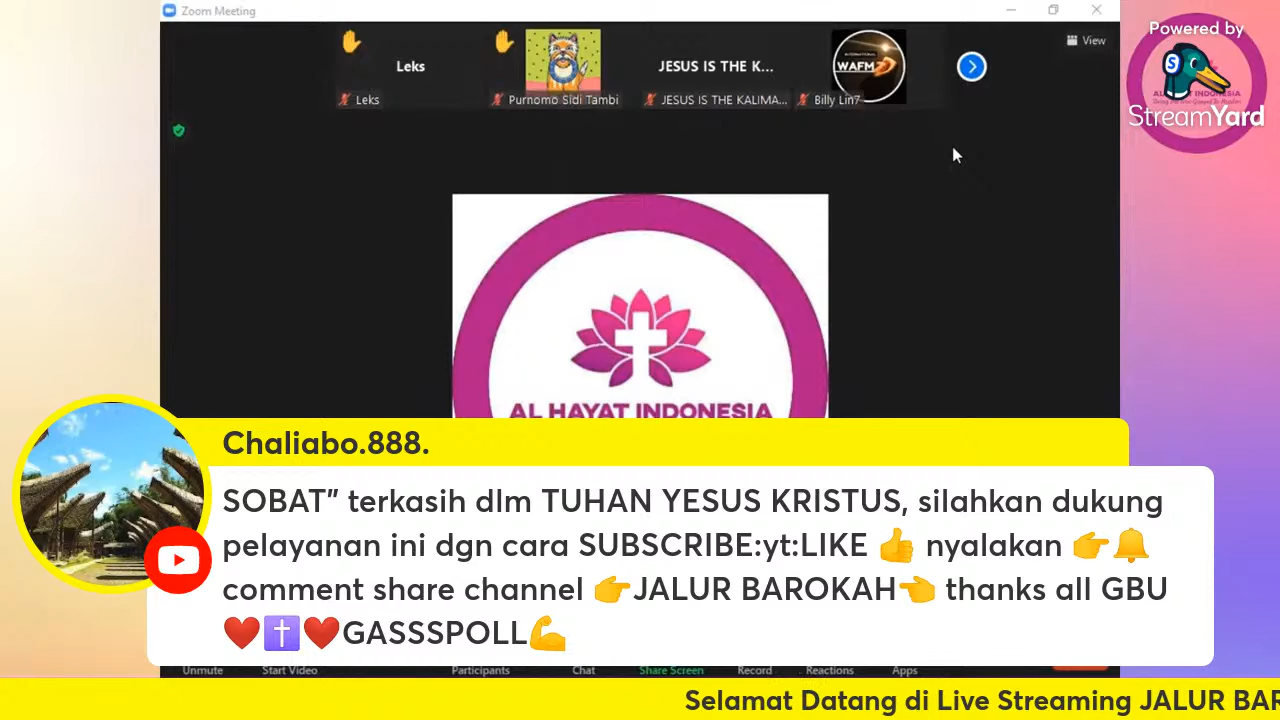 Zoom Meeting
View
Powered by
StreamYard
Leks
JESUS IS THE K...
WAFM
Leks
Purnomo Sidi Tambi
JESUS IS THE KALIMA...
Billy Lin7
AL HAYAT INDONESIA
Chaliabo.888.
SOBAT" terkasih dlm TUHAN YESUS KRISTUS, silahkan dukung
pelayanan ini dgn cara SUBSCRIBE:yt:LIKE 👍 nyalakan 👉🔔
comment share channel 👉JALUR BAROKAH👈 thanks all GBU
❤️✝️❤️GASSSPOLL💪
Unmute
Start Video
Participants
Chat
Share Screen
Record
Reactions
Apps
Selamat Datang di Live Streaming JALUR BAR